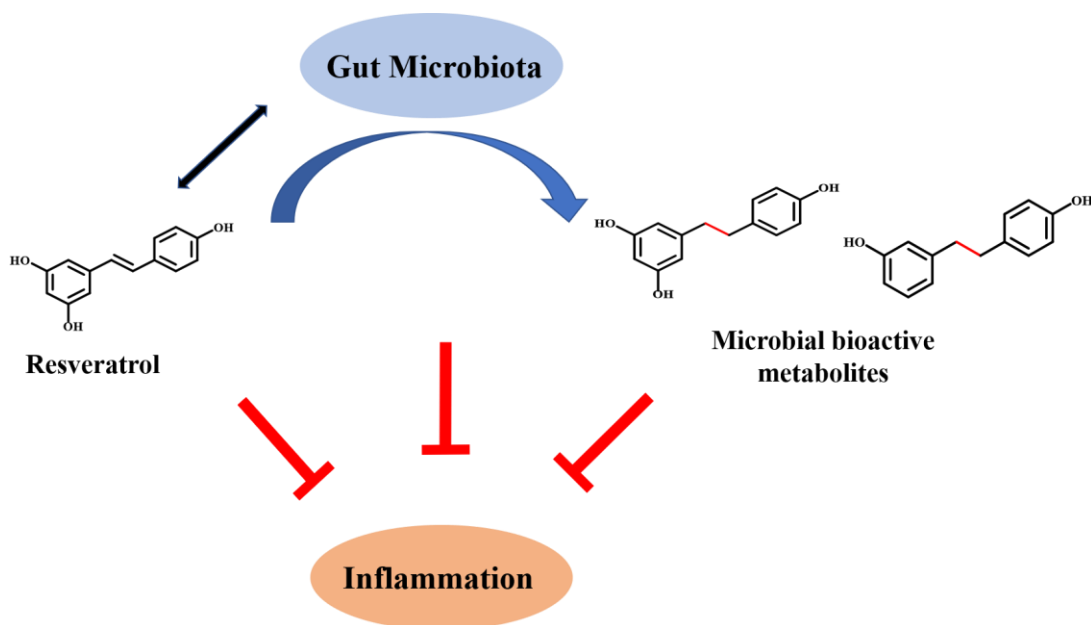 Gut Microbiota
OH
HO
OH
Resveratrol
OH
HO
OH
OH
HO
Microbial bioactive
metabolites
Inflammation